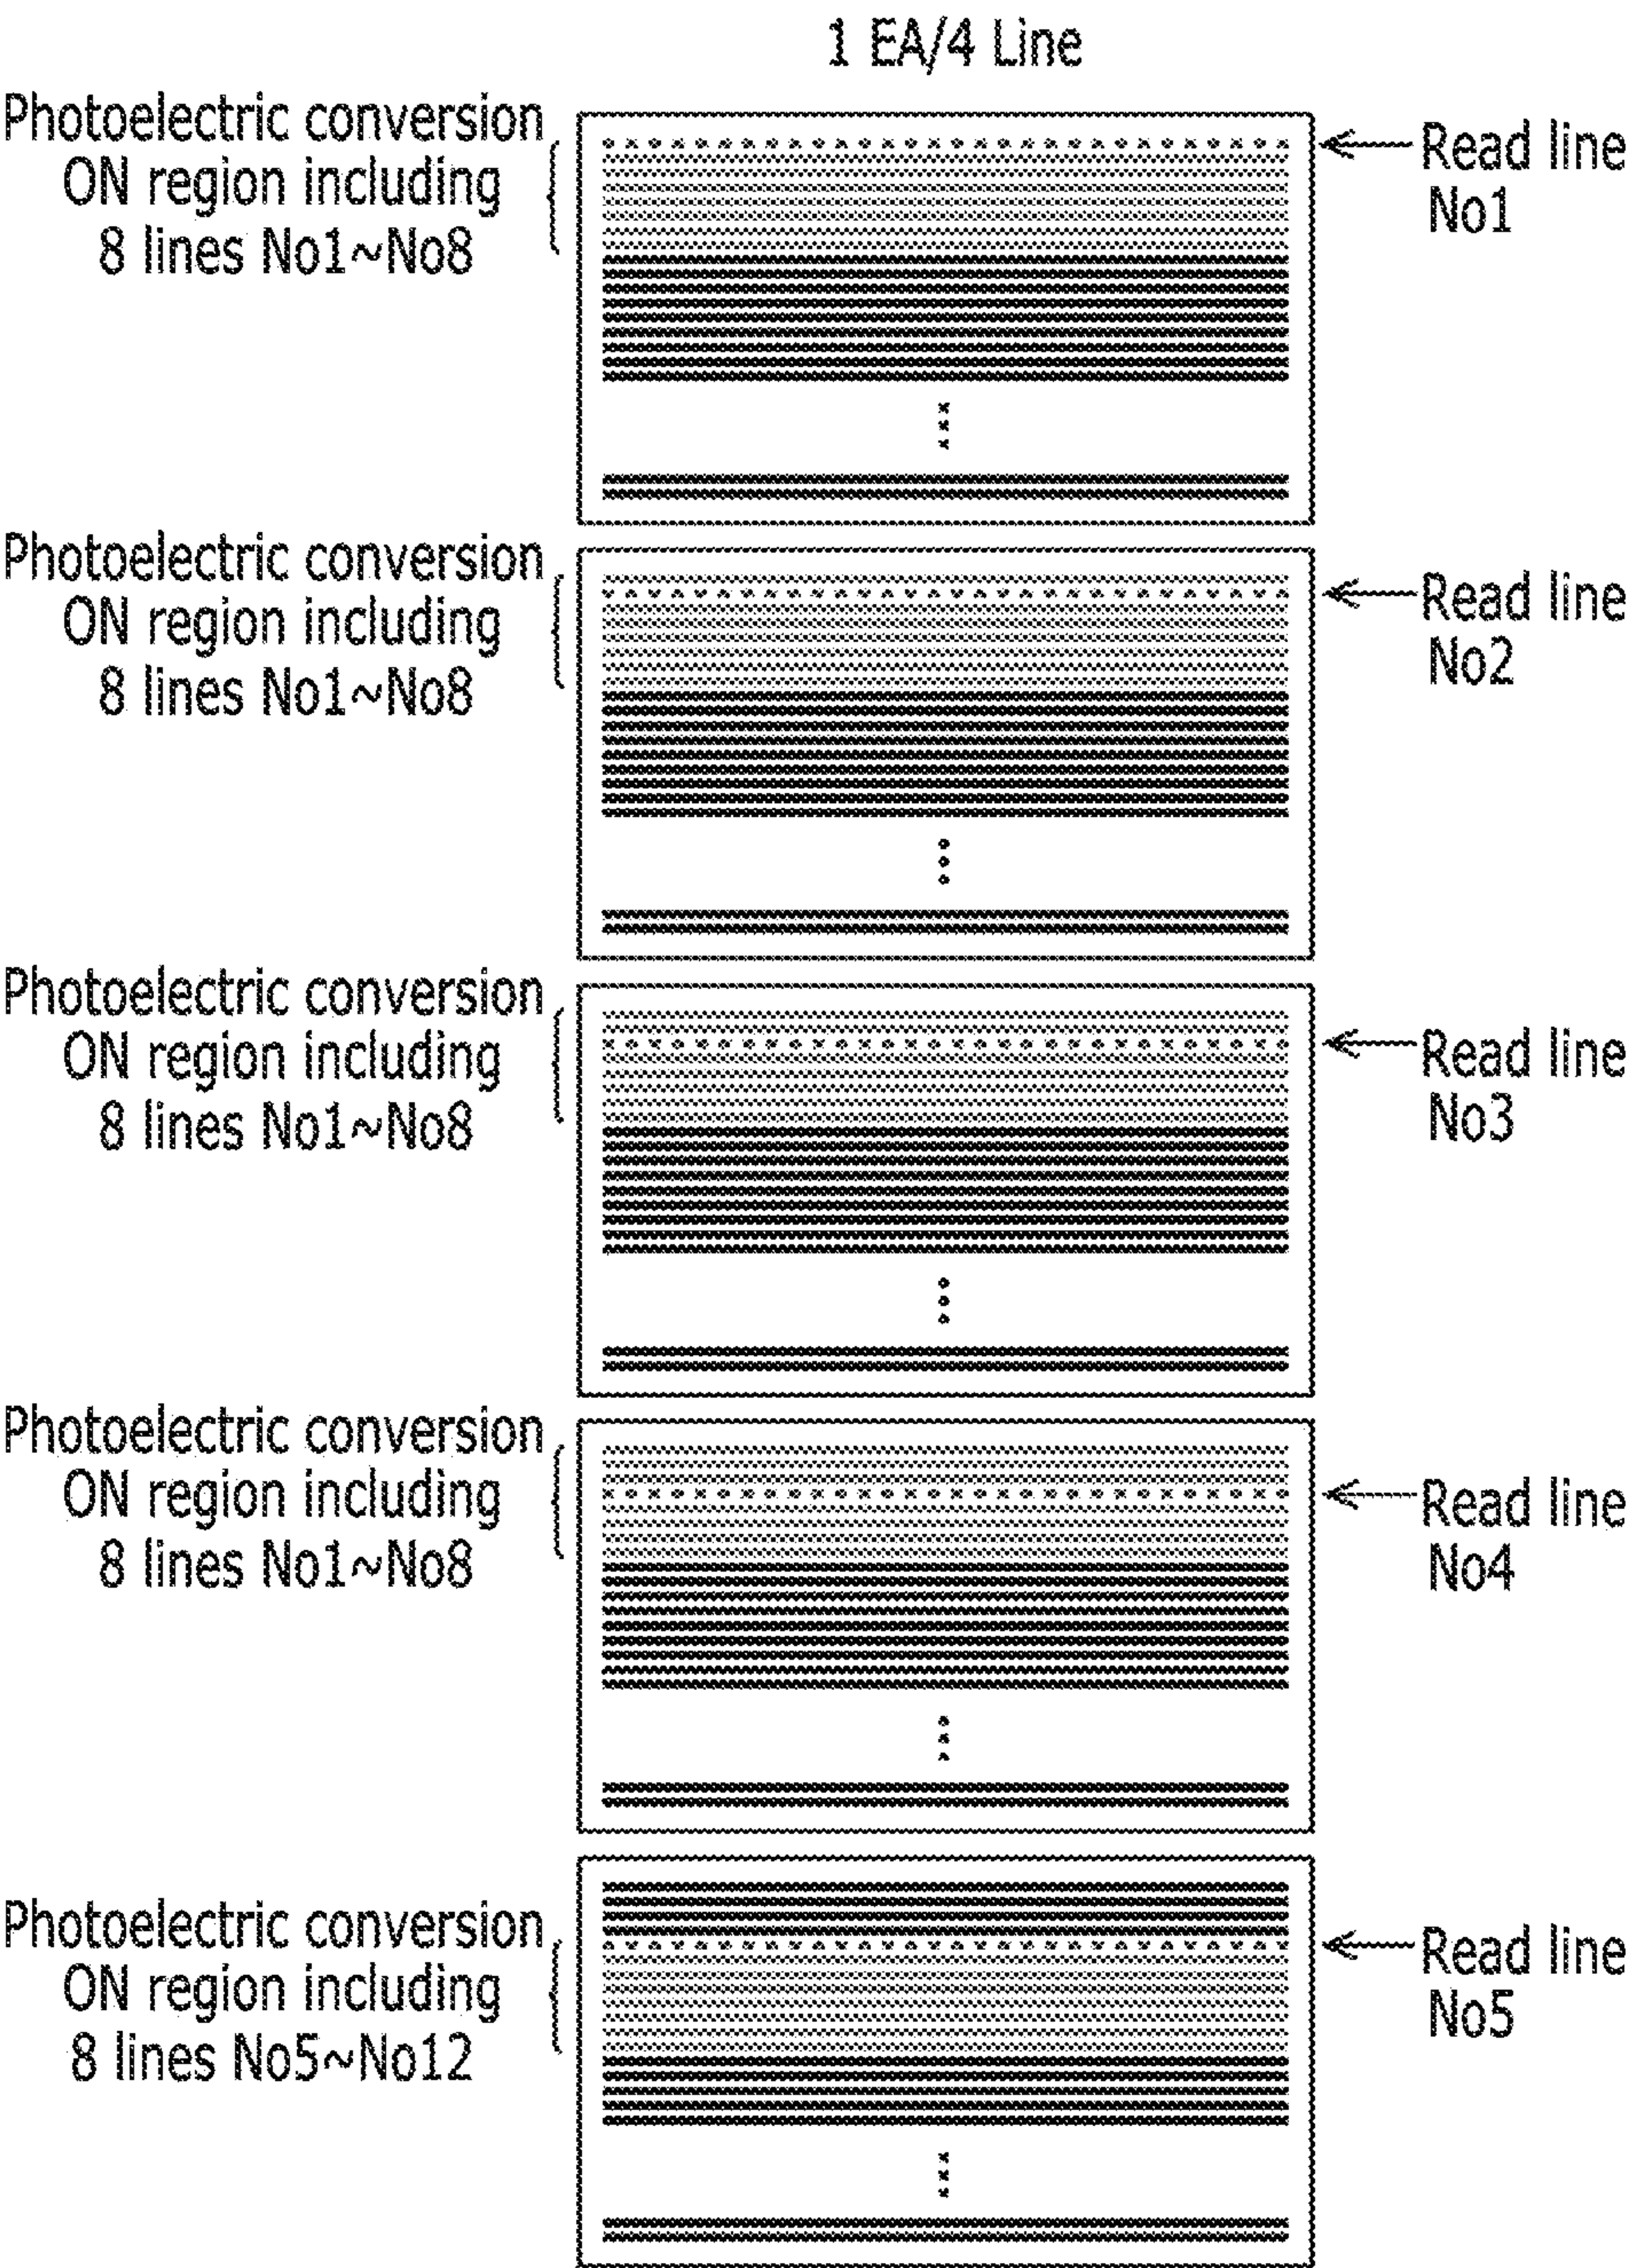 1 EA/4 Line
Photoelectric conversion
ON region including
8 lines No1~No8
Read line
No1
Photoelectric conversion
ON region including
8 lines No1~No8
Read line
No2
Photoelectric conversion
ON region including
8 lines No1~No8
Read line
No3
Photoelectric conversion
ON region including
8 lines No1~No8
Read line
No4
Photoelectric conversion
ON region including
8 lines No5~No12
Read line
No5